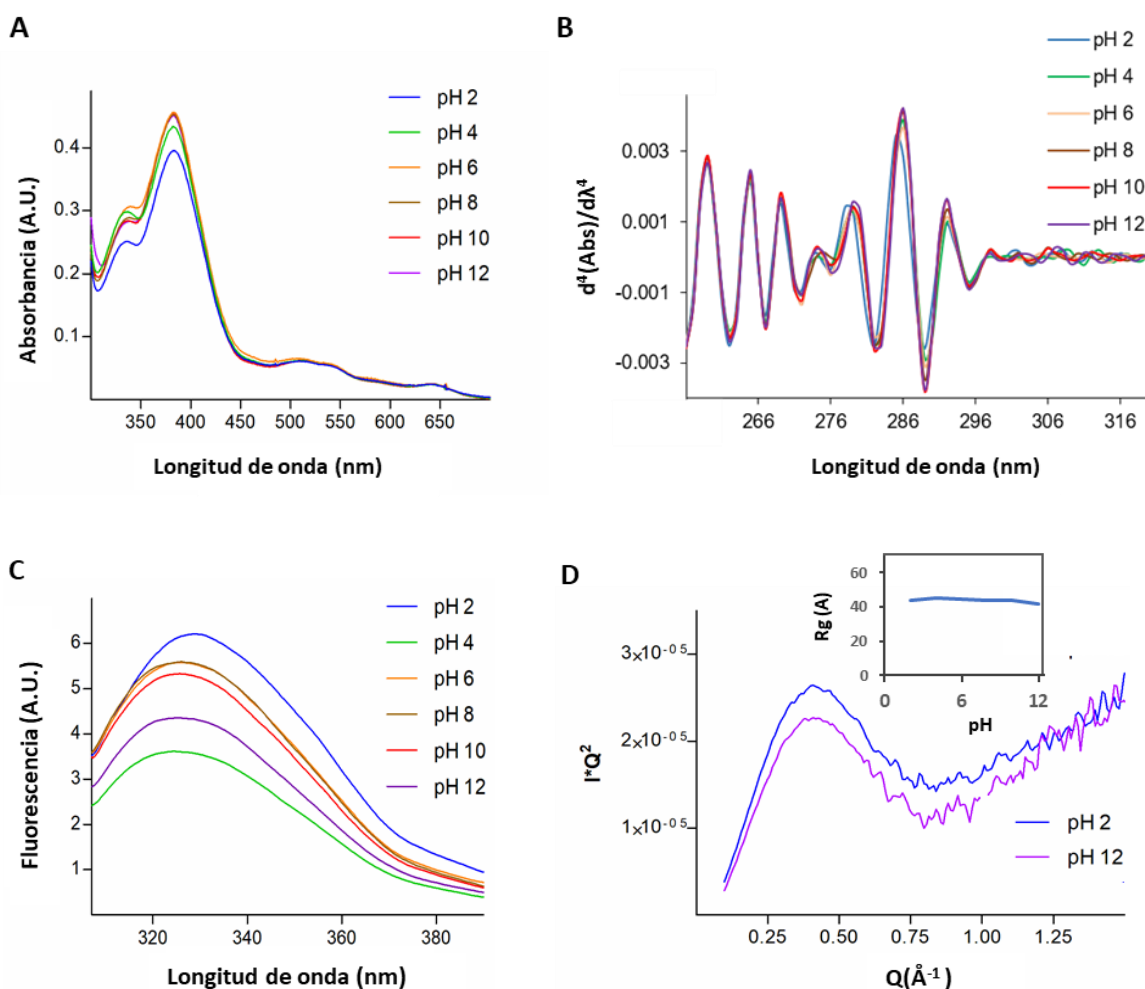 A
pH 2
pH 4
pH 6
pH 8
pH 10
pH 12
0.4
0.3
0.2
0.1
Absorbancia (A.U.)
350 400 450 500 550 600 650
Longitud de onda (nm)
B
pH 2
pH 4
pH 6
pH 8
pH 10
pH 12
0.003
0.001
-0.001
-0.003
d⁴(Abs)/dλ⁴
266 276 286 296 306 316
Longitud de onda (nm)
C
pH 2
pH 4
pH 6
pH 8
pH 10
pH 12
6
5
4
3
2
1
Fluorescencia (A.U.)
320 340 360 380
Longitud de onda (nm)
D
60
40
20
0
Rg (A)
0 6 12
pH
3×10⁻⁰⁵
2×10⁻⁰⁵
1×10⁻⁰⁵
I*Q²
pH 2
pH 12
0.25 0.50 0.75 1.00 1.25
Q(Å⁻¹)